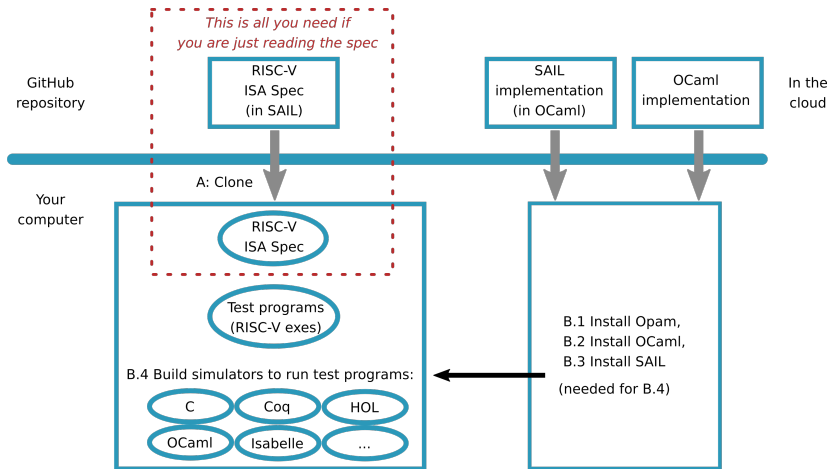 This is all you need if
you are just reading the spec
GitHub
repository
RISC-V
ISA Spec
(in SAIL)
SAIL
implementation
(in OCaml)
OCaml
implementation
In the
cloud
A: Clone
Your
computer
RISC-V
ISA Spec
Test programs
(RISC-V exes)
B.4 Build simulators to run test programs:
C
Coq
HOL
OCaml
Isabelle
...
B.1 Install Opam,
B.2 Install OCaml,
B.3 Install SAIL
(needed for B.4)